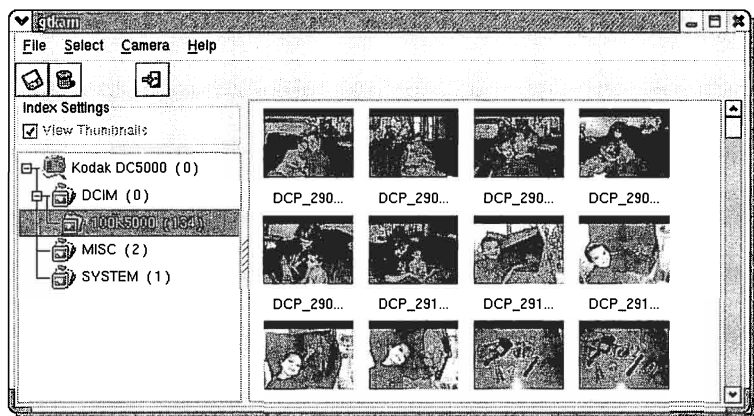 gtkam
File Select Camera Help
Index Settings
View Thumbnails
Kodak DC5000 (0)
DCIM (0)
100K5000 (134)
MISC (2)
SYSTEM (1)
DCP_290... DCP_290... DCP_290... DCP_290...
DCP_290... DCP_291... DCP_291... DCP_291...